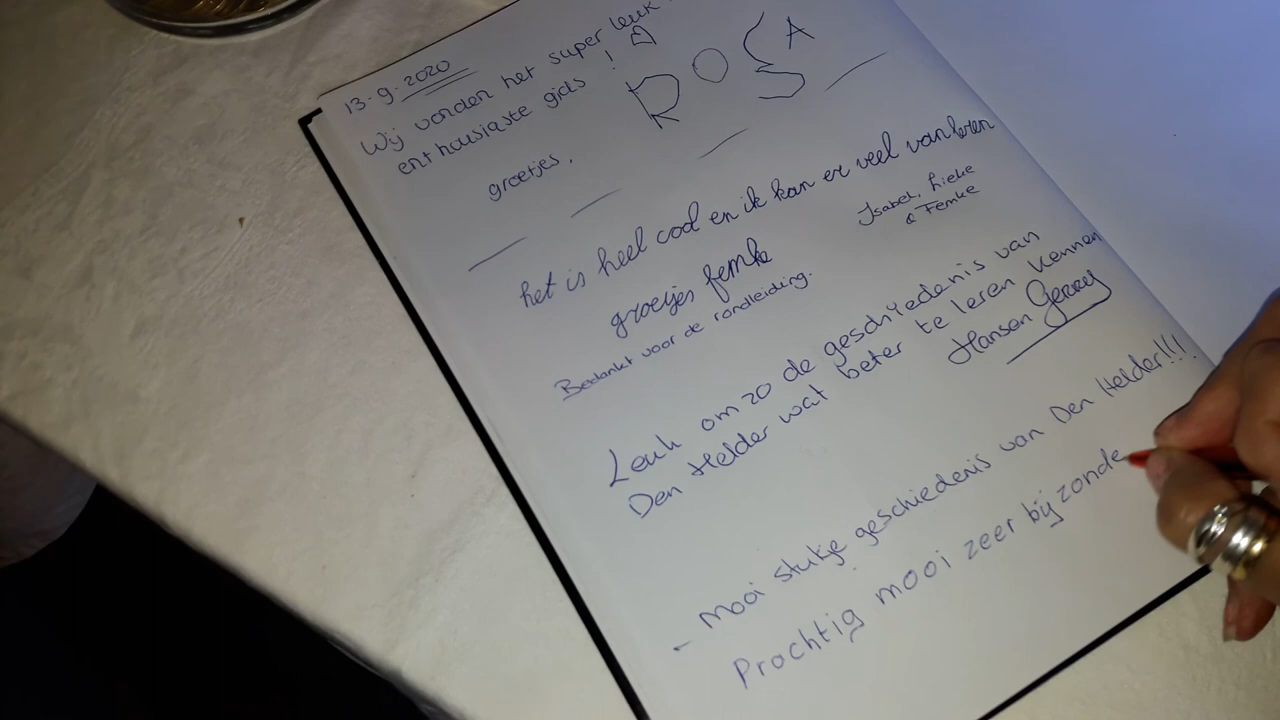 13-9-2020
Wij vonden het super leuk
enthousiaste gids !
groetjes,
ROSA
het is heel cool en ik kan er veel van leren
groetjes femke
Isabel, Lieke
& Femke
Bedankt voor de rondleiding.
Leuk om zo de geschiedenis van
Den Helder wat beter te leren kennen
Hansen Gerrey
- Mooi stukje geschiedenis van Den Helder!!!
Prachtig mooi zeer bijzonde